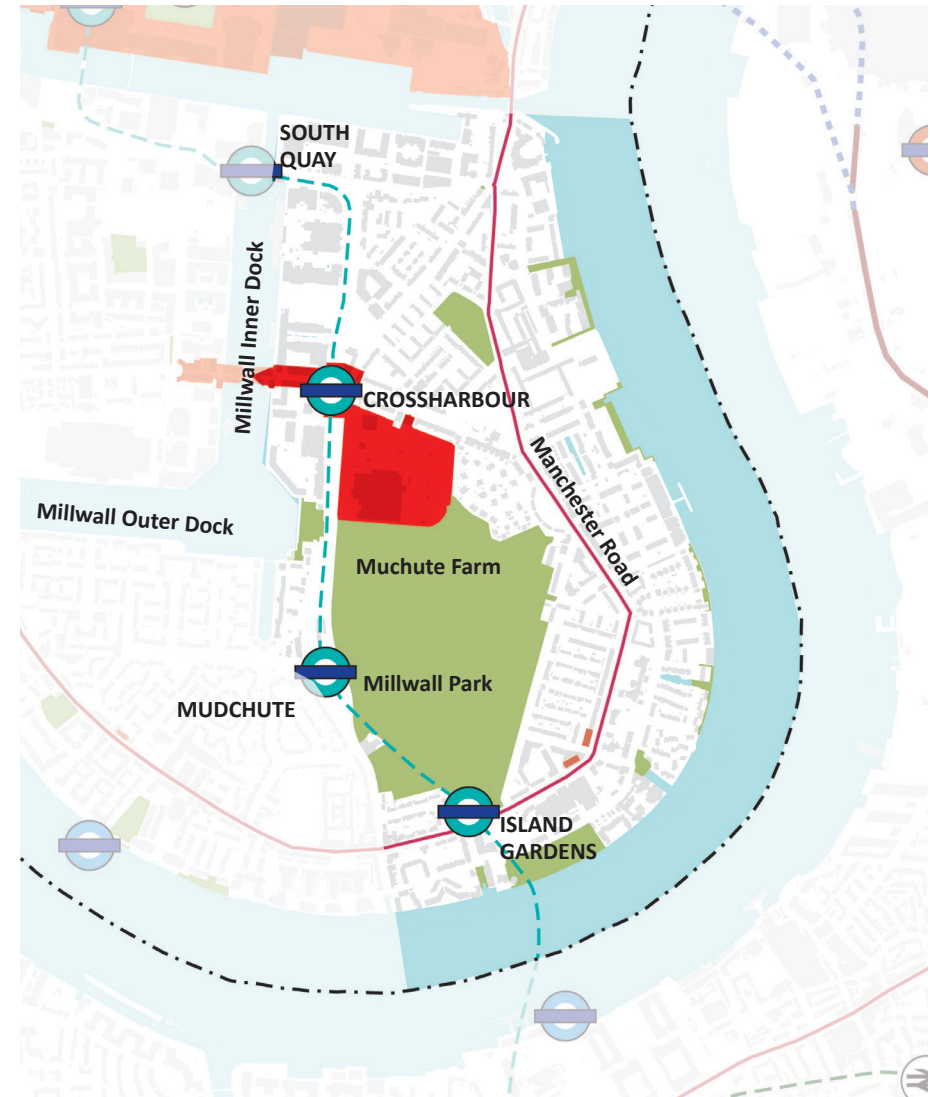 SOUTH
QUAY
Millwall Inner Dock
CROSSHARBOUR
Manchester Road
Millwall Outer Dock
Muchute Farm
Millwall Park
MUDCHUTE
ISLAND
GARDENS